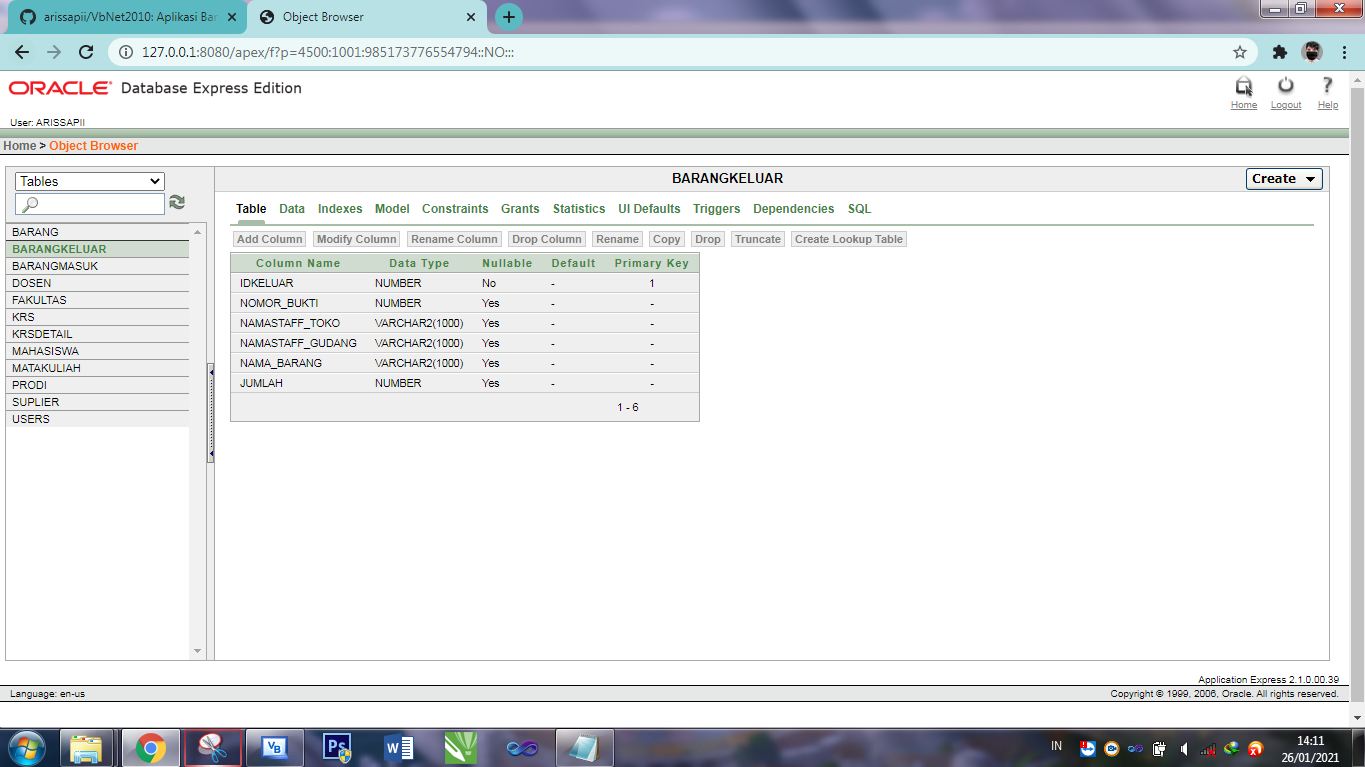 arissapii/VbNet2010: Aplikasi Bar
Object Browser
127.0.0.1:8080/apex/f?p=4500:1001:985173776554794::NO:::
ORACLE Database Express Edition
Home Logout Help
User: ARISSAPII
Home > Object Browser
Tables
BARANG
BARANGKELUAR
BARANGMASUK
DOSEN
FAKULTAS
KRS
KRSDETAIL
MAHASISWA
MATAKULIAH
PRODI
SUPLIER
USERS
BARANGKELUAR
Create
Table Data Indexes Model Constraints Grants Statistics UI Defaults Triggers Dependencies SQL
Add Column Modify Column Rename Column Drop Column Rename Copy Drop Truncate Create Lookup Table
Column Name Data Type Nullable Default Primary Key
IDKELUAR NUMBER No - 1
NOMOR_BUKTI NUMBER Yes - -
NAMASTAFF_TOKO VARCHAR2(1000) Yes - -
NAMASTAFF_GUDANG VARCHAR2(1000) Yes - -
NAMA_BARANG VARCHAR2(1000) Yes - -
JUMLAH NUMBER Yes - -
1 - 6
Application Express 2.1.0.00.39
Language: en-us
Copyright © 1999, 2006, Oracle. All rights reserved.
VB
Ps
W
IN
14:11
26/01/2021